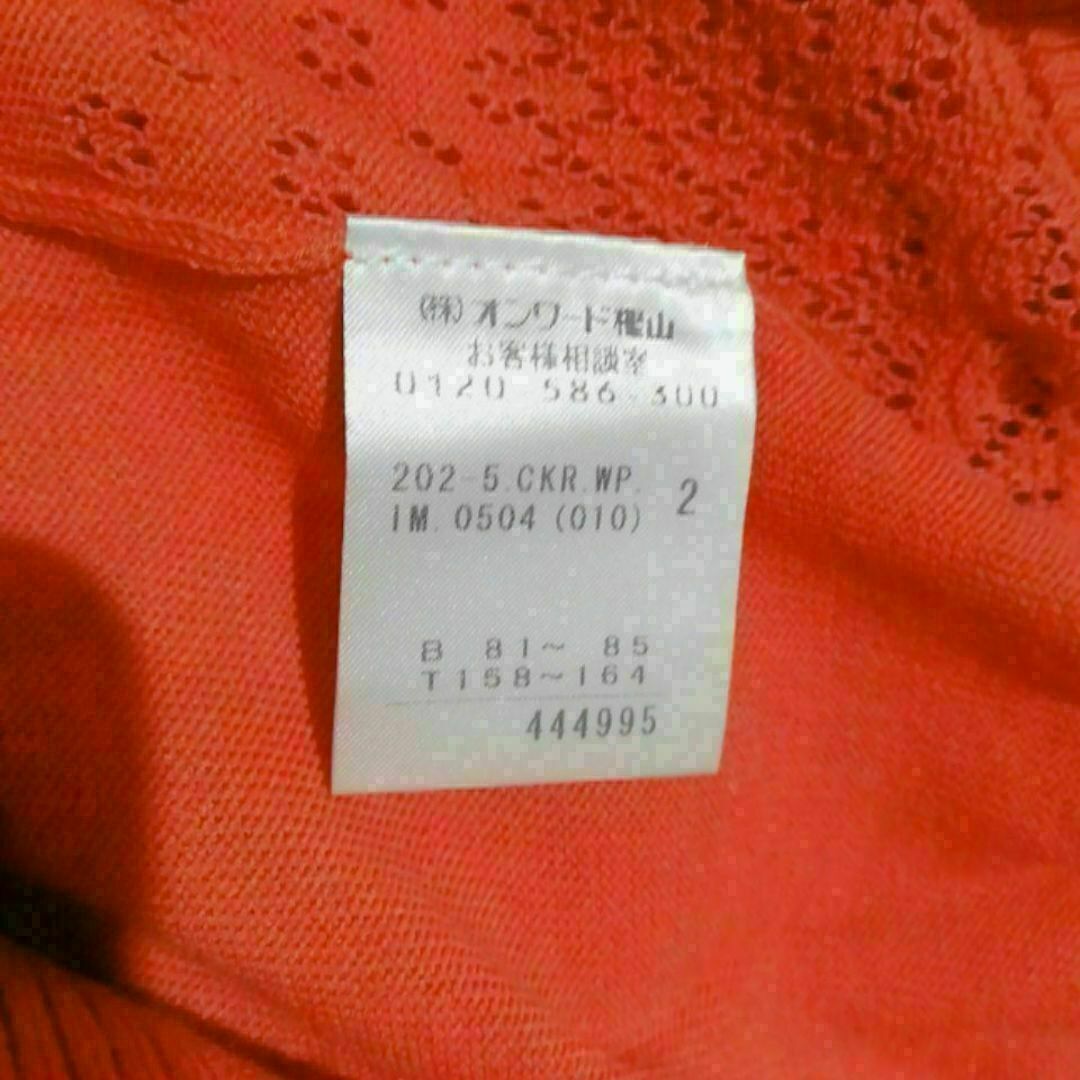 (株)オンワード樫山
お客様相談室
0120-586-300
202-5.CKR.WP.
IM.0504 (010)
2
B 81~ 85
T158~164
444995